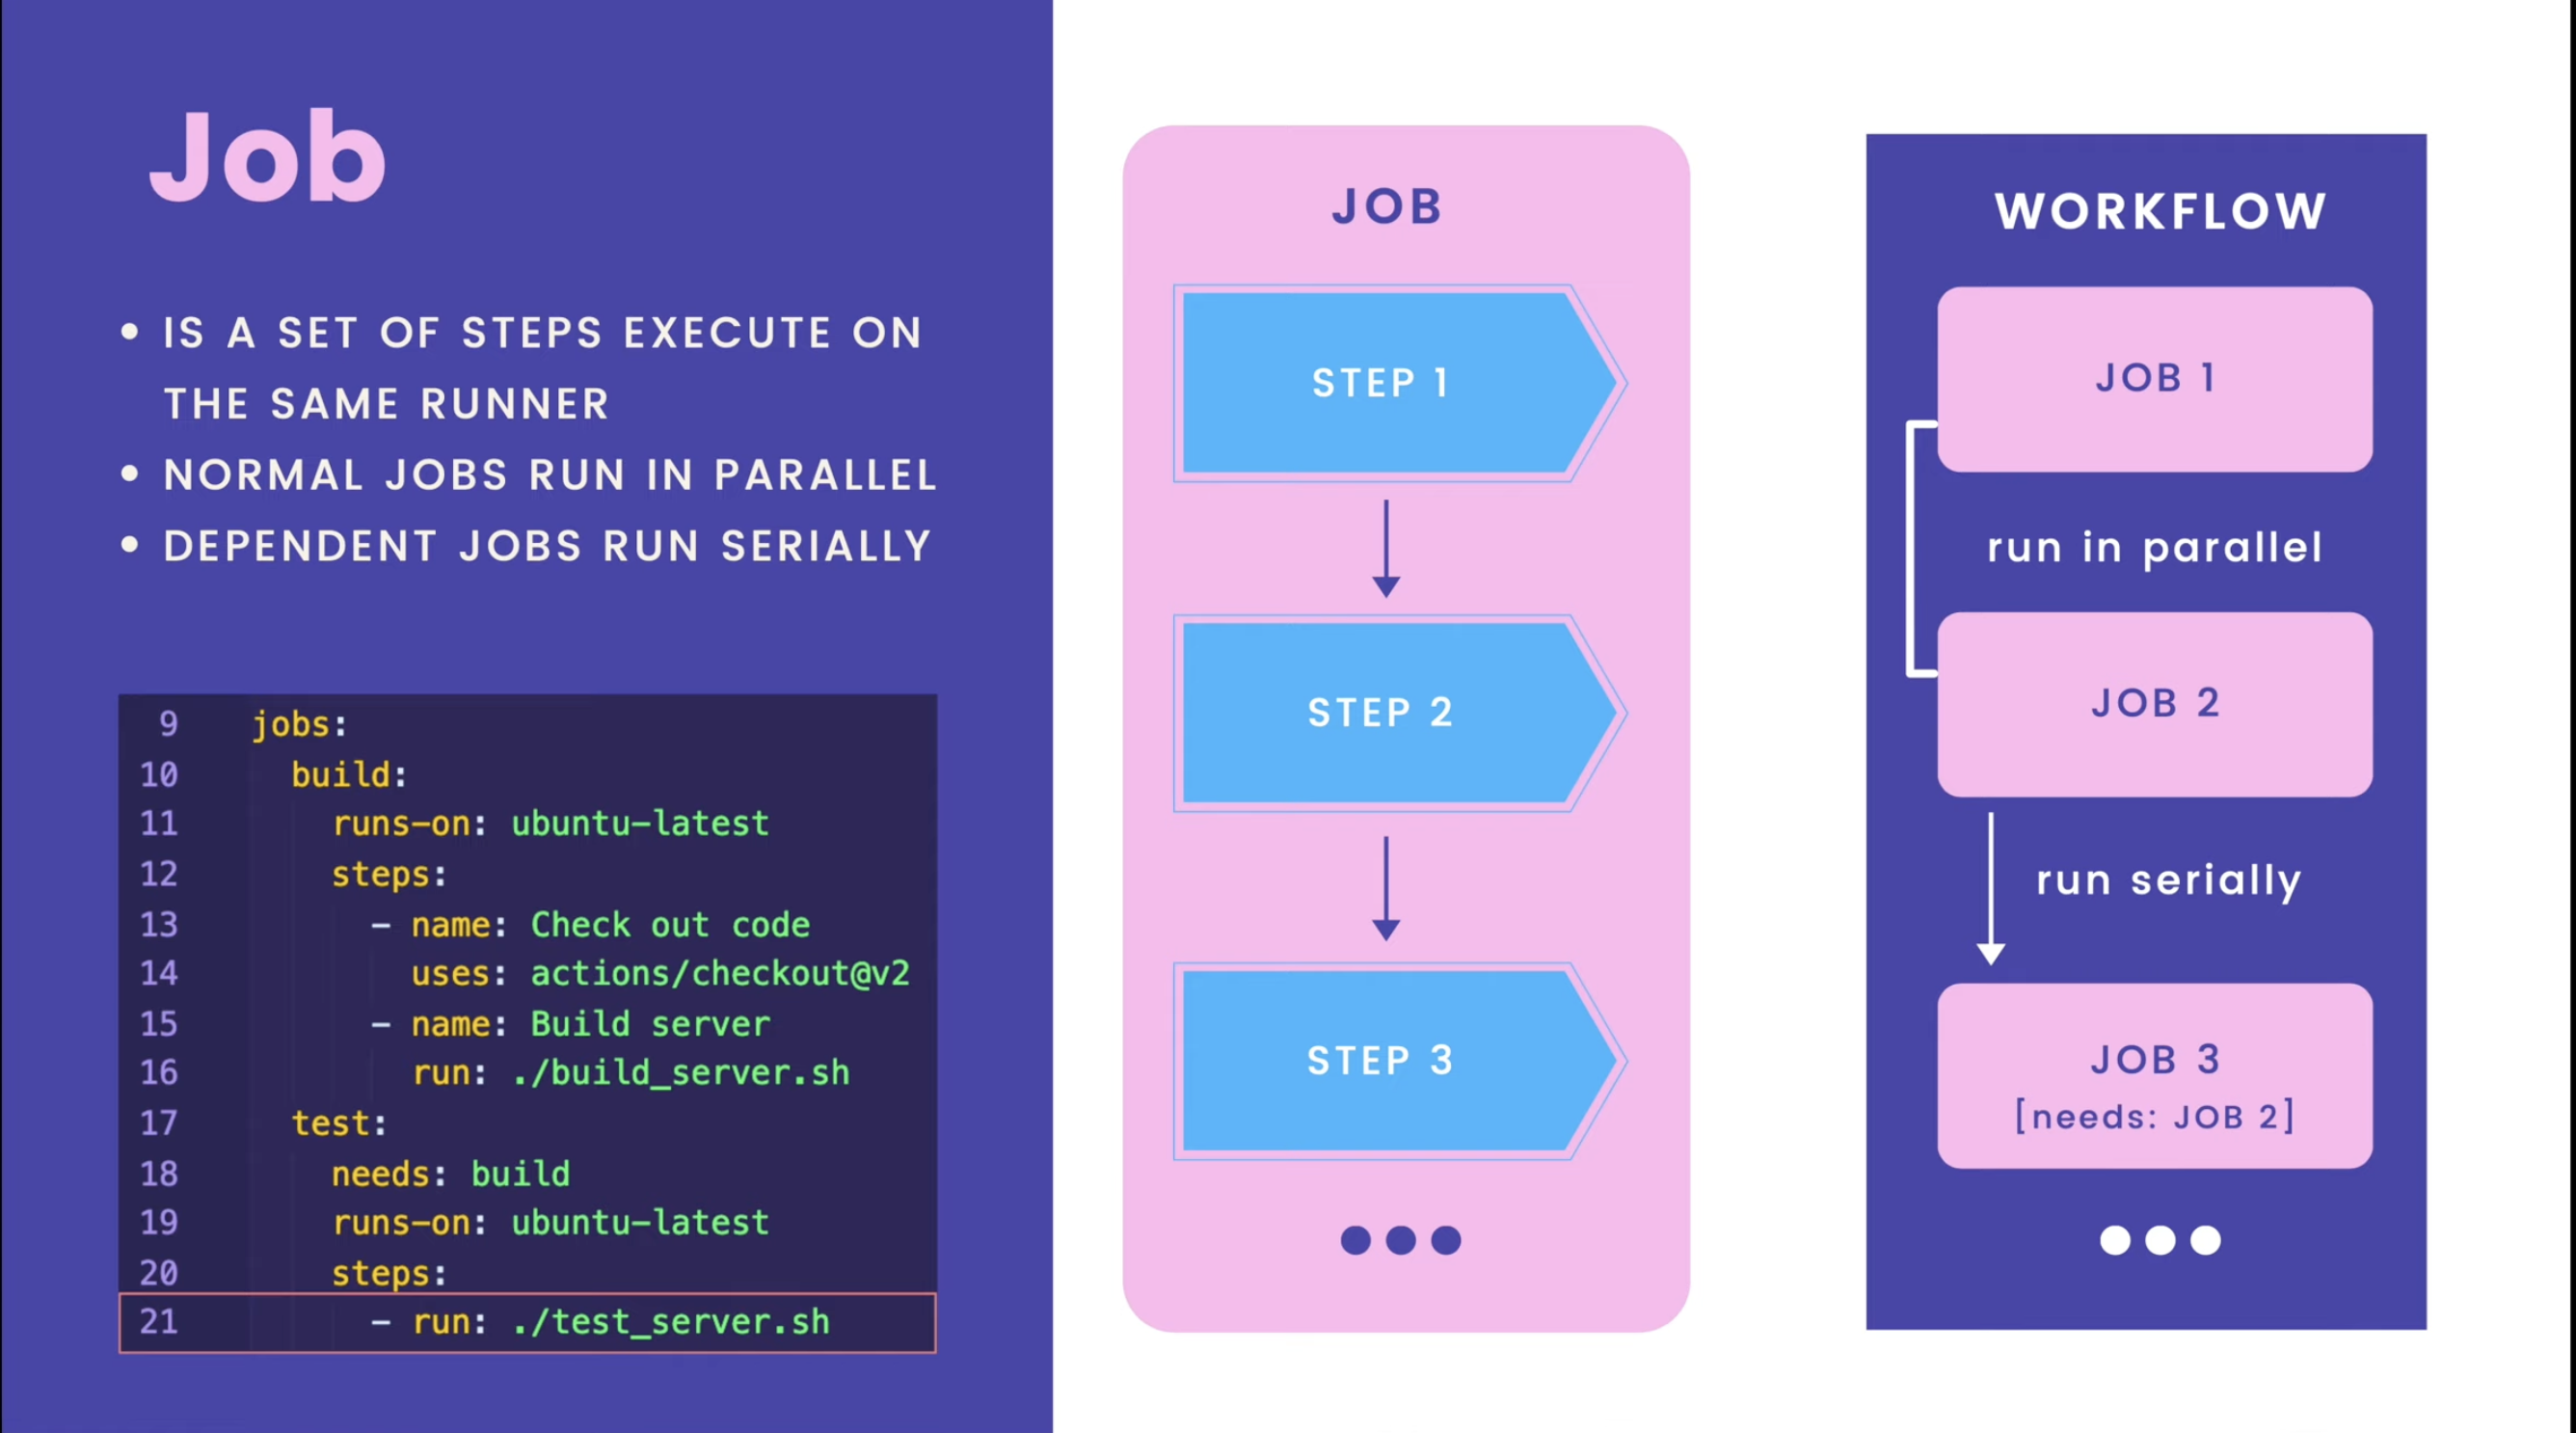 Job
• IS A SET OF STEPS EXECUTE ON
THE SAME RUNNER
• NORMAL JOBS RUN IN PARALLEL
• DEPENDENT JOBS RUN SERIALLY
9 jobs:
10 build:
11 runs-on: ubuntu-latest
12 steps:
13 - name: Check out code
14 uses: actions/checkout@v2
15 - name: Build server
16 run: ./build_server.sh
17 test:
18 needs: build
19 runs-on: ubuntu-latest
20 steps:
21 - run: ./test_server.sh
JOB
STEP 1
STEP 2
STEP 3
WORKFLOW
JOB 1
run in parallel
JOB 2
run serially
JOB 3
[needs: JOB 2]